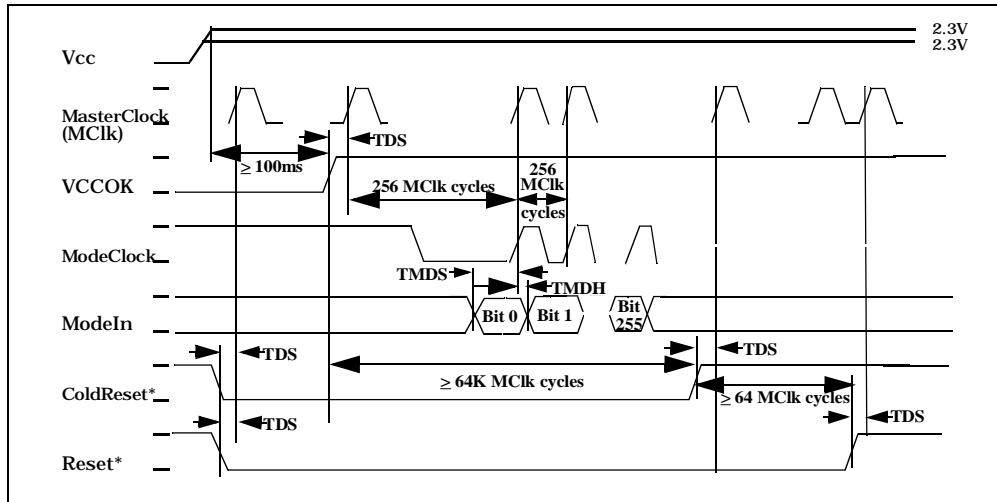 2.3V
2.3V
Vcc
MasterClock
(MClk)
TDS
≥ 100ms
VCCOK
256 MClk cycles
256
MClk
cycles
ModeClock
TMDS
TMDH
ModeIn
Bit 0
Bit 1
Bit
255
TDS
TDS
ColdReset*
≥ 64K MClk cycles
≥ 64 MClk cycles
TDS
TDS
Reset*